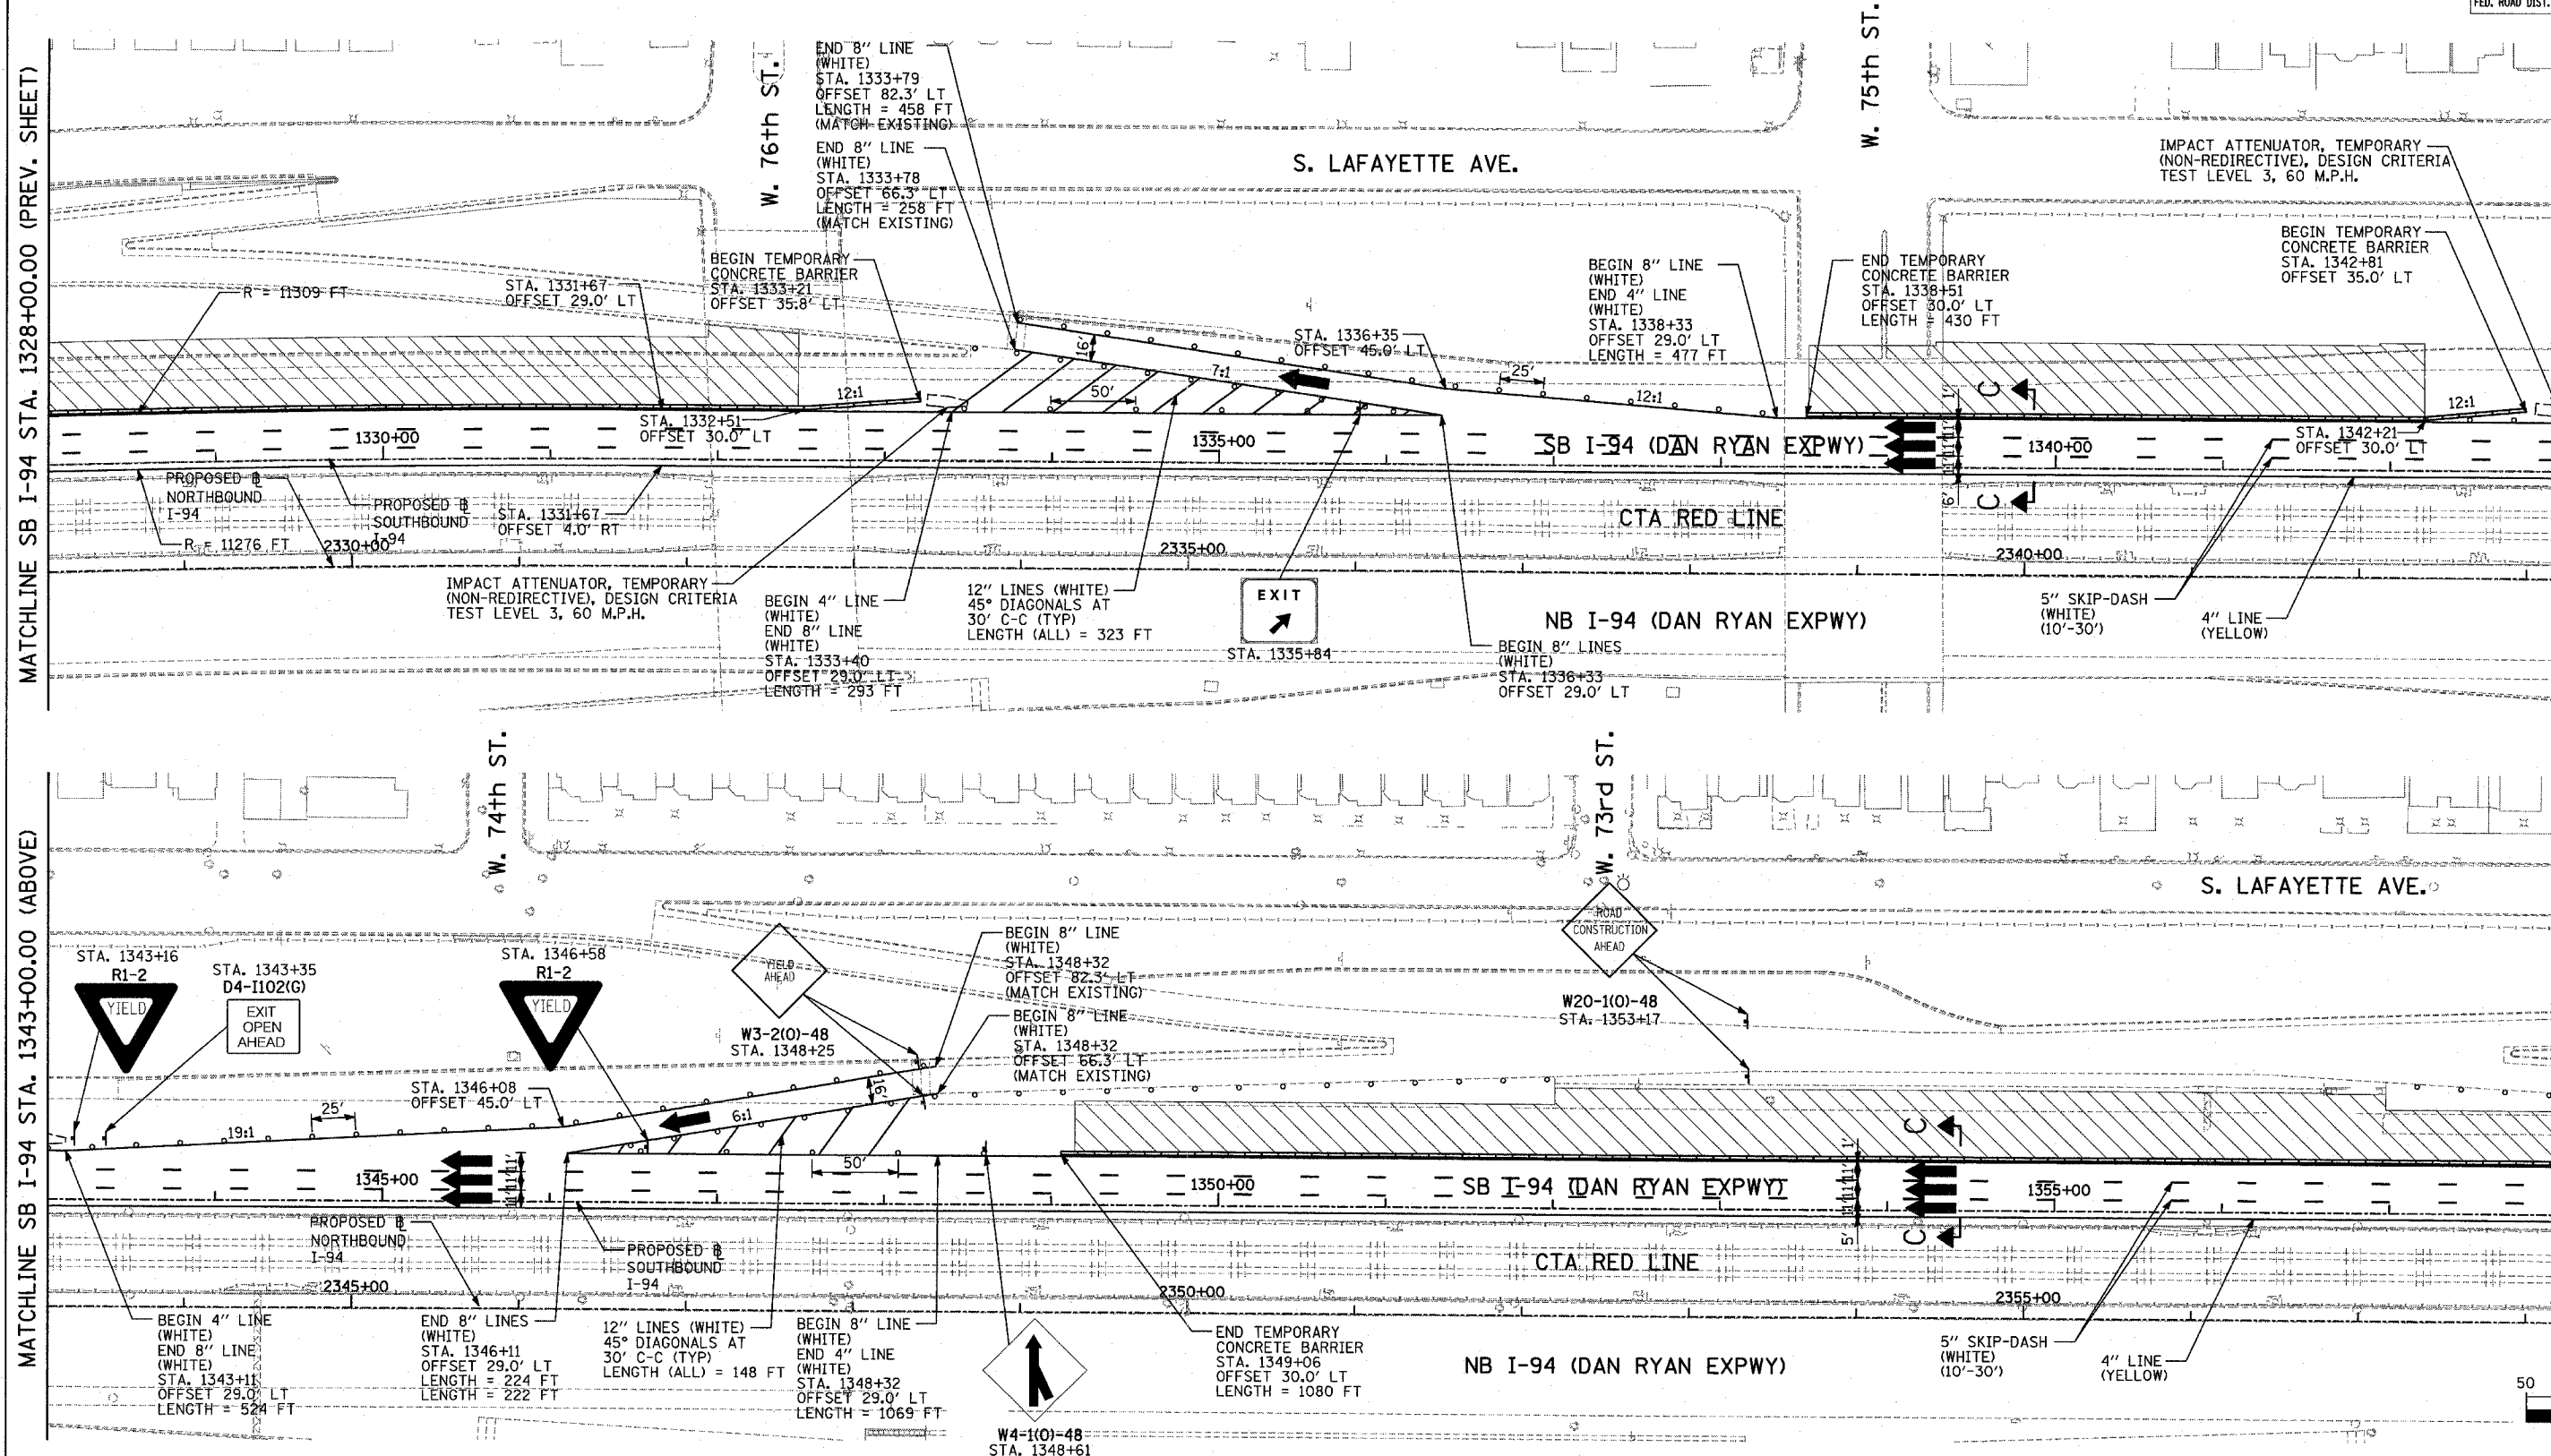 FED. ROAD DIST.
MATCHLINE SB I-94 STA. 1328+00.00 (PREV. SHEET)
W. 76th ST.
END 8" LINE
(WHITE)
STA. 1333+79
OFFSET 82.3' LT
LENGTH = 458 FT
(MATCH EXISTING)
END 8" LINE
(WHITE)
STA. 1333+78
OFFSET 66.3' LT
LENGTH = 258 FT
(MATCH EXISTING)
S. LAFAYETTE AVE.
W. 75th ST.
IMPACT ATTENUATOR, TEMPORARY
(NON-REDIRECTIVE), DESIGN CRITERIA
TEST LEVEL 3, 60 M.P.H.
BEGIN TEMPORARY
CONCRETE BARRIER
STA. 1342+81
OFFSET 35.0' LT
R = 11309 FT
STA. 1331+67
OFFSET 29.0' LT
BEGIN TEMPORARY
CONCRETE BARRIER
STA. 1333+21
OFFSET 35.8' LT
STA. 1336+35
OFFSET 45.0' LT
BEGIN 8" LINE
(WHITE)
END 4" LINE
(WHITE)
STA. 1338+33
OFFSET 29.0' LT
LENGTH = 477 FT
END TEMPORARY
CONCRETE BARRIER
STA. 1338+51
OFFSET 30.0' LT
LENGTH = 430 FT
16'
7:1
25'
12:1
50'
12:1
12:1
C
1'
11'
11'
11'
6'
C
STA. 1332+51
OFFSET 30.0' LT
1330+00
1335+00
SB I-94 (DAN RYAN EXPWY)
1340+00
STA. 1342+21
OFFSET 30.0' LT
PROPOSED ℄
NORTHBOUND
I-94
PROPOSED ℄
SOUTHBOUND
I-94
STA. 1331+67
OFFSET 4.0' RT
R = 11276 FT
2330+00
CTA RED LINE
2335+00
2340+00
IMPACT ATTENUATOR, TEMPORARY
(NON-REDIRECTIVE), DESIGN CRITERIA
TEST LEVEL 3, 60 M.P.H.
BEGIN 4" LINE
(WHITE)
END 8" LINE
(WHITE)
STA. 1333+40
OFFSET 29.0' LT
LENGTH = 293 FT
12" LINES (WHITE)
45° DIAGONALS AT
30' C-C (TYP)
LENGTH (ALL) = 323 FT
EXIT
STA. 1335+84
BEGIN 8" LINES
(WHITE)
STA. 1336+33
OFFSET 29.0' LT
NB I-94 (DAN RYAN EXPWY)
5" SKIP-DASH
(WHITE)
(10'-30')
4" LINE
(YELLOW)
MATCHLINE SB I-94 STA. 1343+00.00 (ABOVE)
W. 74th ST.
W. 73rd ST.
S. LAFAYETTE AVE.
STA. 1343+16
R1-2
YIELD
STA. 1343+35
D4-I102(G)
EXIT
OPEN
AHEAD
STA. 1346+58
R1-2
YIELD
YIELD
AHEAD
W3-2(O)-48
STA. 1348+25
BEGIN 8" LINE
(WHITE)
STA. 1348+32
OFFSET 82.3' LT
(MATCH EXISTING)
BEGIN 8" LINE
(WHITE)
STA. 1348+32
OFFSET 66.3' LT
(MATCH EXISTING)
ROAD
CONSTRUCTION
AHEAD
W20-1(O)-48
STA. 1353+17
STA. 1346+08
OFFSET 45.0' LT
25'
19:1
16'
6:1
50'
11'
11'
11'
C
1'
11'
11'
11'
5'
C
1345+00
1350+00
SB I-94 (DAN RYAN EXPWY)
1355+00
PROPOSED ℄
NORTHBOUND
I-94
PROPOSED ℄
SOUTHBOUND
I-94
CTA RED LINE
2345+00
2350+00
2355+00
BEGIN 4" LINE
(WHITE)
END 8" LINE
(WHITE)
STA. 1343+11
OFFSET 29.0' LT
LENGTH = 524 FT
END 8" LINES
(WHITE)
STA. 1346+11
OFFSET 29.0' LT
LENGTH = 224 FT
LENGTH = 222 FT
12" LINES (WHITE)
45° DIAGONALS AT
30' C-C (TYP)
LENGTH (ALL) = 148 FT
BEGIN 8" LINE
(WHITE)
END 4" LINE
(WHITE)
STA. 1348+32
OFFSET 29.0' LT
LENGTH = 1069 FT
W4-1(O)-48
STA. 1348+61
END TEMPORARY
CONCRETE BARRIER
STA. 1349+06
OFFSET 30.0' LT
LENGTH = 1080 FT
NB I-94 (DAN RYAN EXPWY)
5" SKIP-DASH
(WHITE)
(10'-30')
4" LINE
(YELLOW)
50